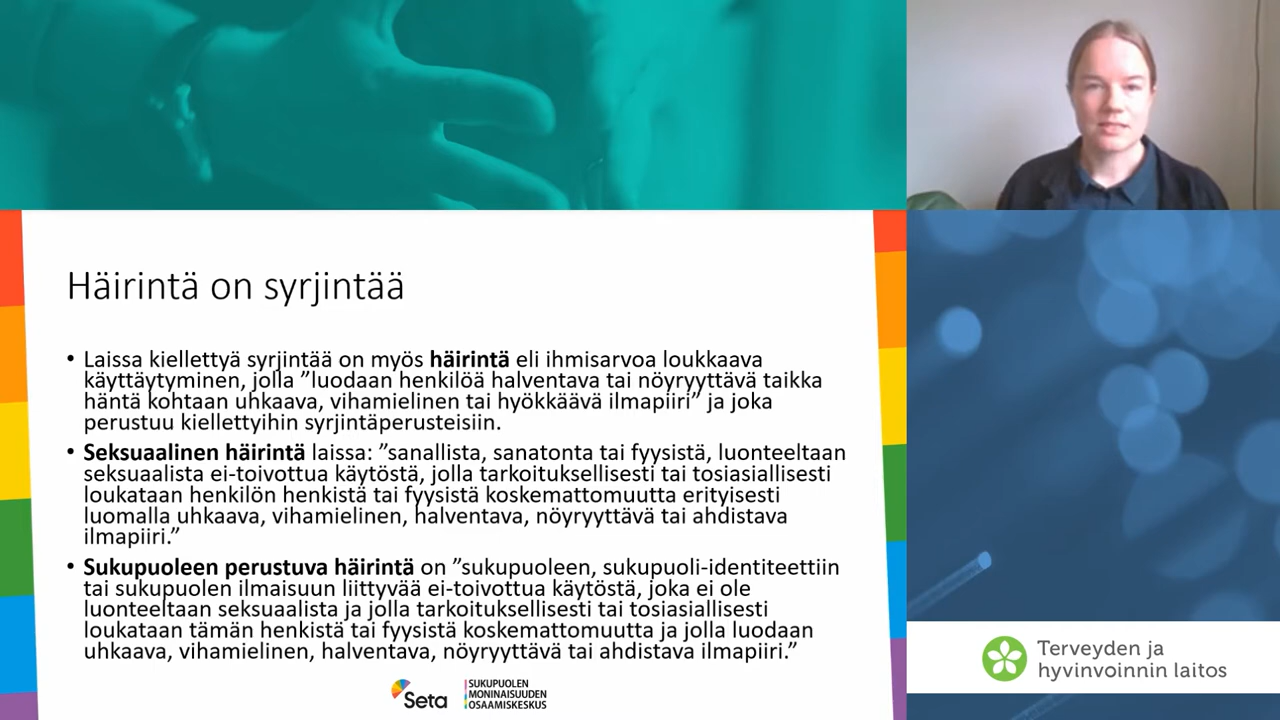 Häirintä on syrjintää
• Laissa kiellettyä syrjintää on myös häirintä eli ihmisarvoa loukkaava
käyttäytyminen, jolla ”luodaan henkilöä halventava tai nöyryyttävä taikka
häntä kohtaan uhkaava, vihamielinen tai hyökkäävä ilmapiiri” ja joka
perustuu kiellettyihin syrjintäperusteisiin.
• Seksuaalinen häirintä laissa: ”sanallista, sanatonta tai fyysistä, luonteeltaan
seksuaalista ei-toivottua käytöstä, jolla tarkoituksellisesti tai tosiasiallisesti
loukataan henkilön henkistä tai fyysistä koskemattomuutta erityisesti
luomalla uhkaava, vihamielinen, halventava, nöyryyttävä tai ahdistava
ilmapiiri.”
• Sukupuoleen perustuva häirintä on ”sukupuoleen, sukupuoli-identiteettiin
tai sukupuolen ilmaisuun liittyvää ei-toivottua käytöstä, joka ei ole
luonteeltaan seksuaalista ja jolla tarkoituksellisesti tai tosiasiallisesti
loukataan tämän henkistä tai fyysistä koskemattomuutta ja jolla luodaan
uhkaava, vihamielinen, halventava, nöyryyttävä tai ahdistava ilmapiiri.”
Seta
SUKUPUOLEN
MONINAISUUDEN
OSAAMISKESKUS
Terveyden ja
hyvinvoinnin laitos